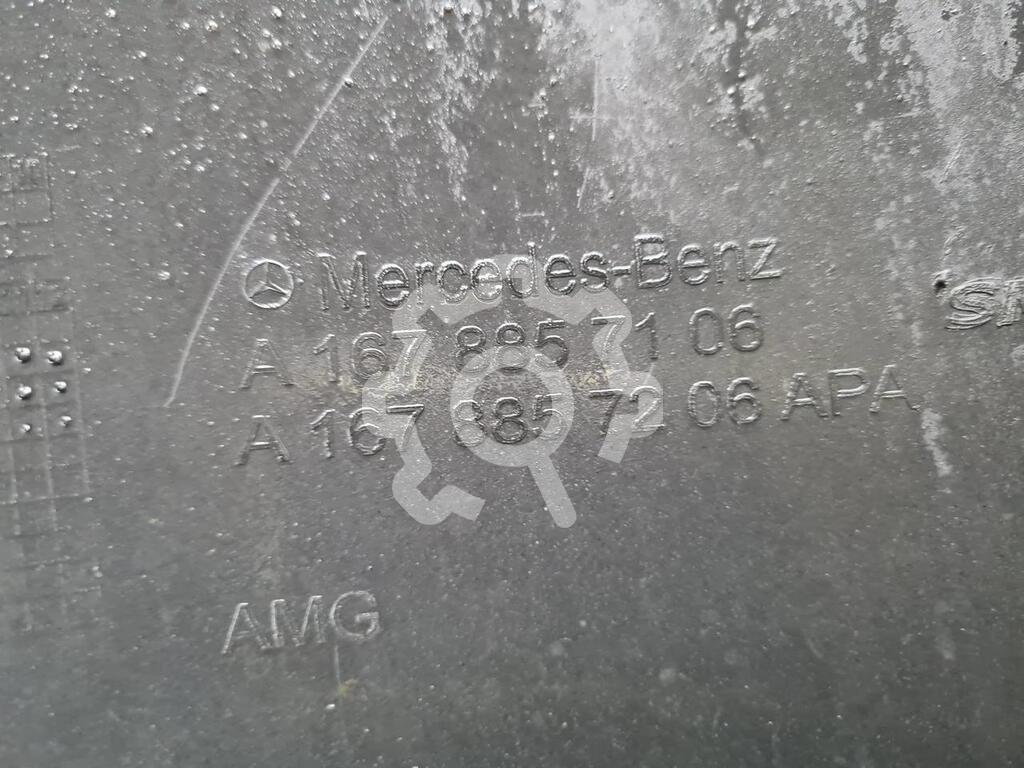 Mercedes-Benz
A 167 885 71 06
A 167 885 72 06 APA
AMG